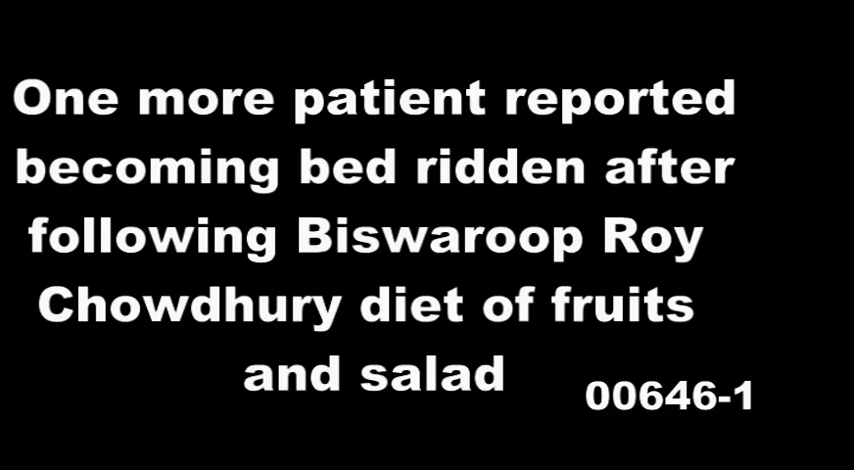 One more patient reported
becoming bed ridden after
following Biswaroop Roy
Chowdhury diet of fruits
and salad
00646-1